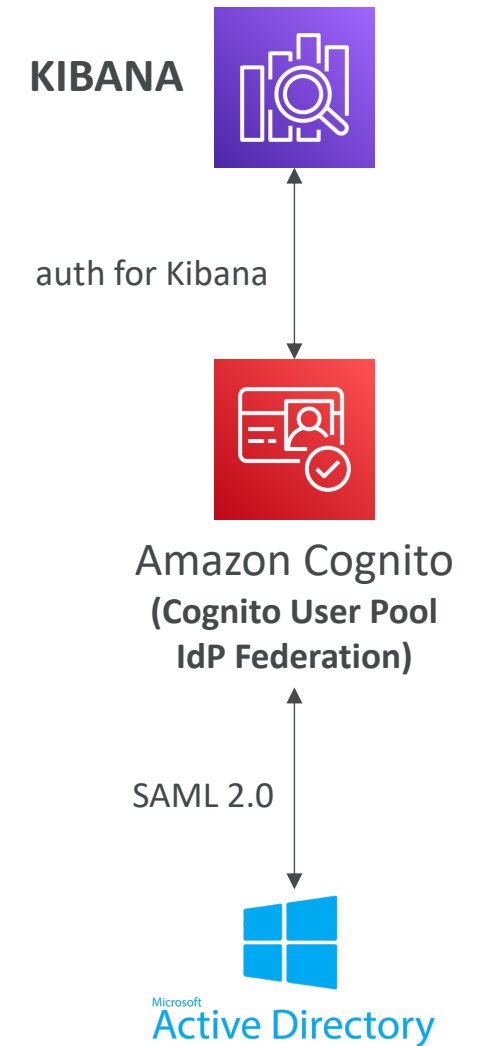 KIBANA
auth for Kibana
Amazon Cognito
(Cognito User Pool
IdP Federation)
SAML 2.0
Microsoft
Active Directory